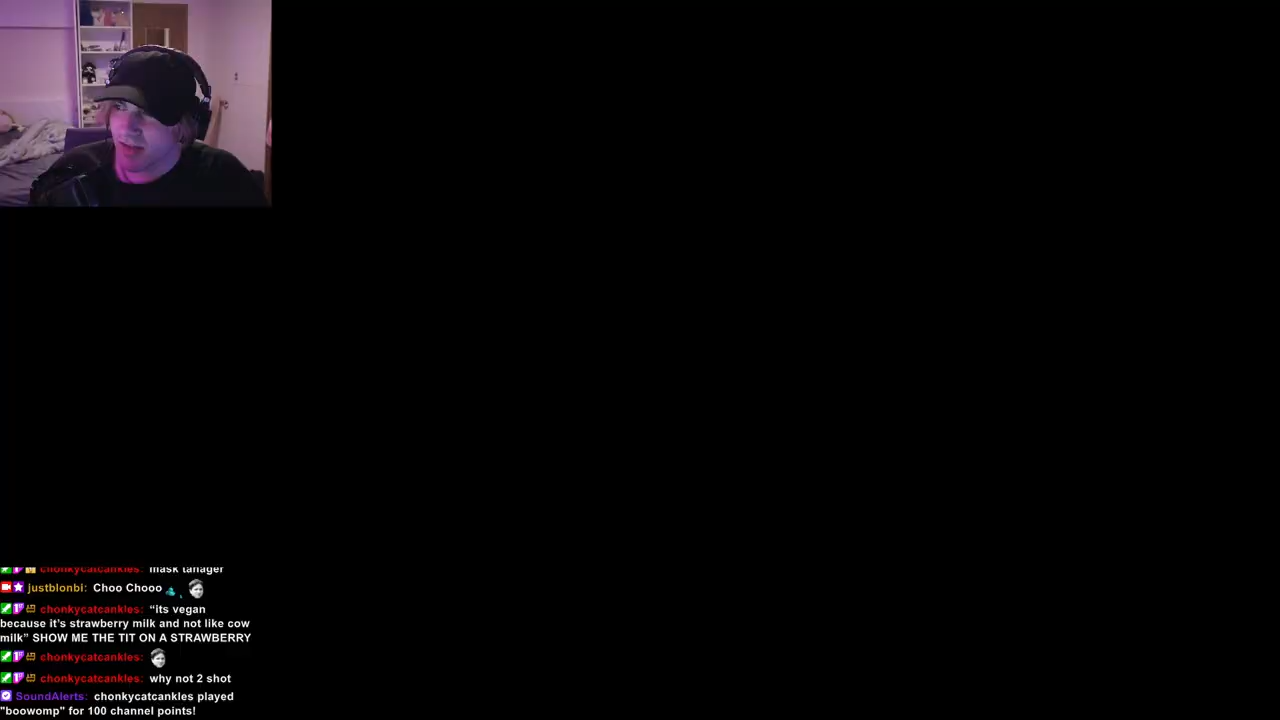 chonkycatcankles: mask tanager
justblonbi: Choo Chooo
chonkycatcankles: “its vegan
because it’s strawberry milk and not like cow
milk” SHOW ME THE TIT ON A STRAWBERRY
chonkycatcankles:
chonkycatcankles: why not 2 shot
SoundAlerts: chonkycatcankles played
"boowomp" for 100 channel points!